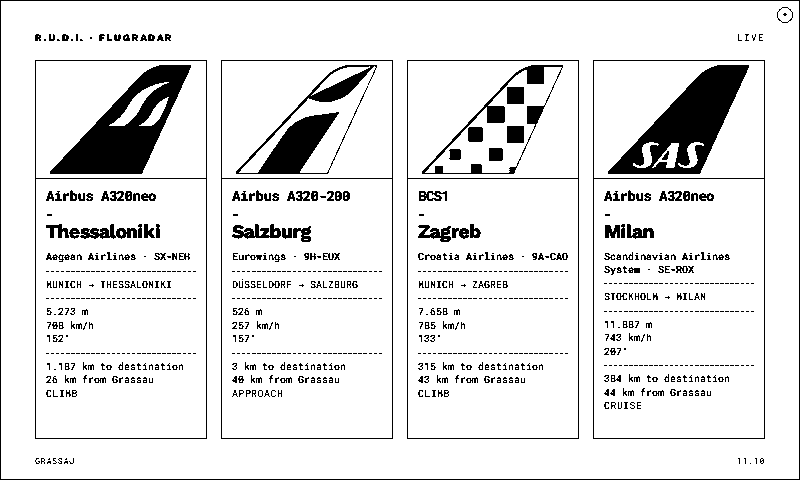 R.U.D.I. · FLUGRADAR
LIVE
Airbus A320neo
-
Thessaloniki
Aegean Airlines · SX-NEH
MUNICH → THESSALONIKI
5.273 m
708 km/h
152°
1.187 km to destination
26 km from Grassau
CLIMB
Airbus A320-200
-
Salzburg
Eurowings · 9H-EUX
DÜSSELDORF → SALZBURG
526 m
257 km/h
157°
3 km to destination
40 km from Grassau
APPROACH
BCS1
-
Zagreb
Croatia Airlines · 9A-CAO
MUNICH → ZAGREB
7.658 m
785 km/h
133°
315 km to destination
43 km from Grassau
CLIMB
SAS
Airbus A320neo
-
Milan
Scandinavian Airlines
System · SE-ROX
STOCKHOLM → MILAN
11.887 m
743 km/h
207°
384 km to destination
44 km from Grassau
CRUISE
GRASSAU
11.10